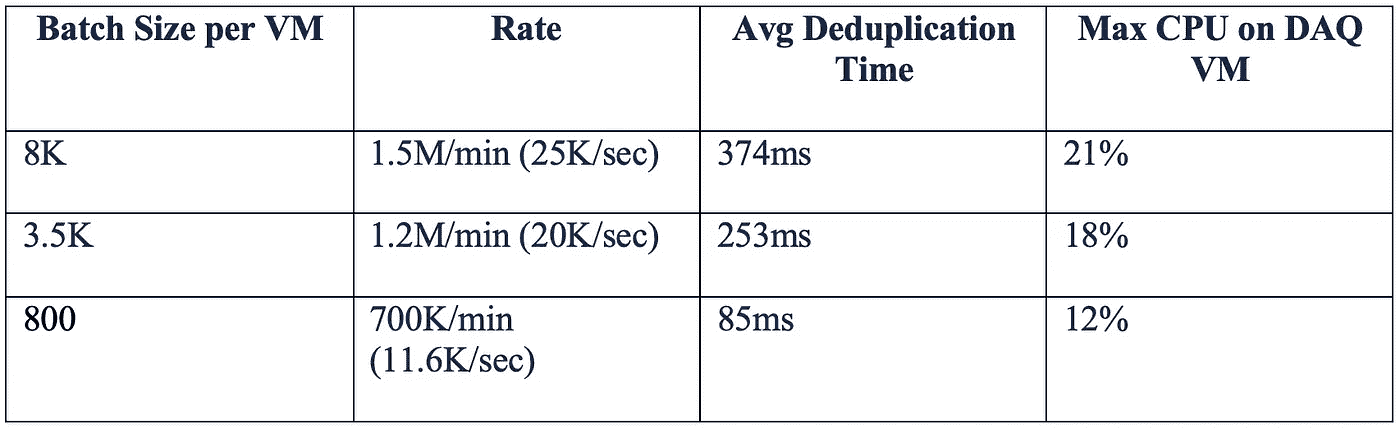 Batch Size per VM
Rate
Avg Deduplication
Time
Max CPU on DAQ
VM
8K
1.5M/min (25K/sec)
374ms
21%
3.5K
1.2M/min (20K/sec)
253ms
18%
800
700K/min
(11.6K/sec)
85ms
12%